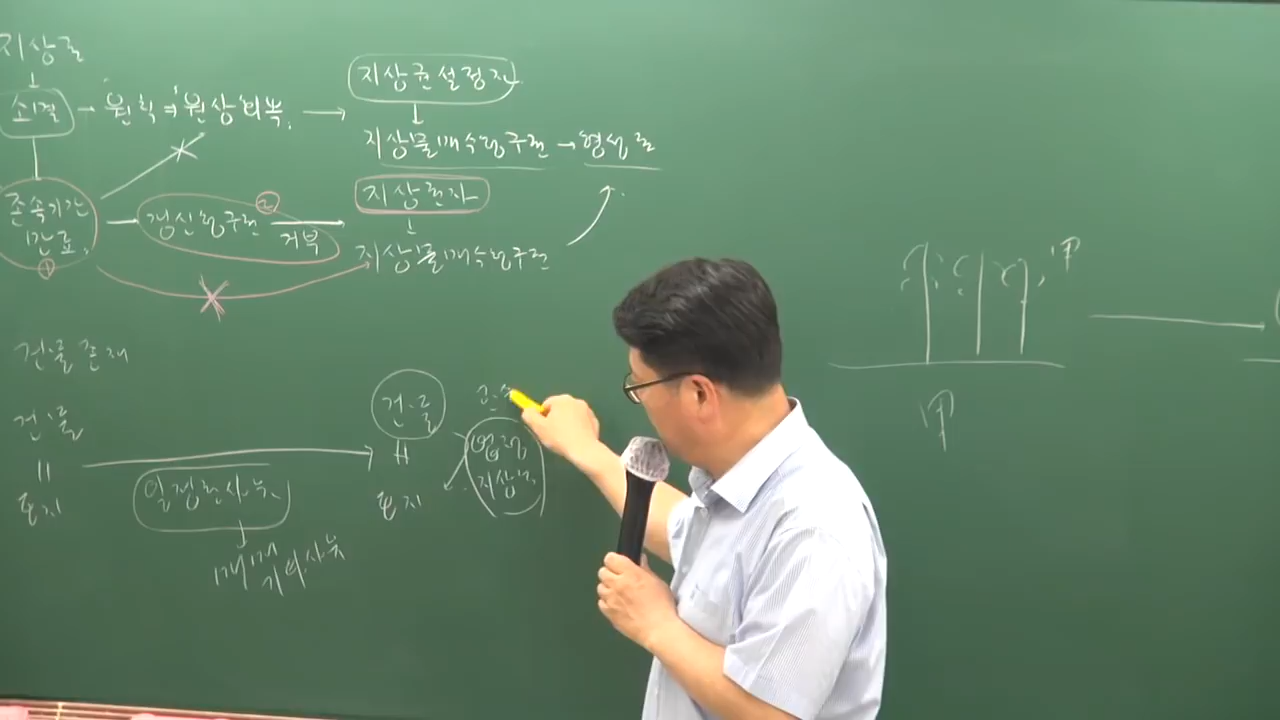 지상권
↓
소멸 → 원칙 ⇒ 원상회복. → 지상권설정자
↓
지상물매수청구권 → 형성권
존속기간만료. ① → 갱신청구권 ② 거부 → 지상권자
↓
지상물매수청구권
건물존재
건물
=
토지
일정한 사유
↓
매매 기타사유
건물
토지
관습
법정
지상권
甲
甲